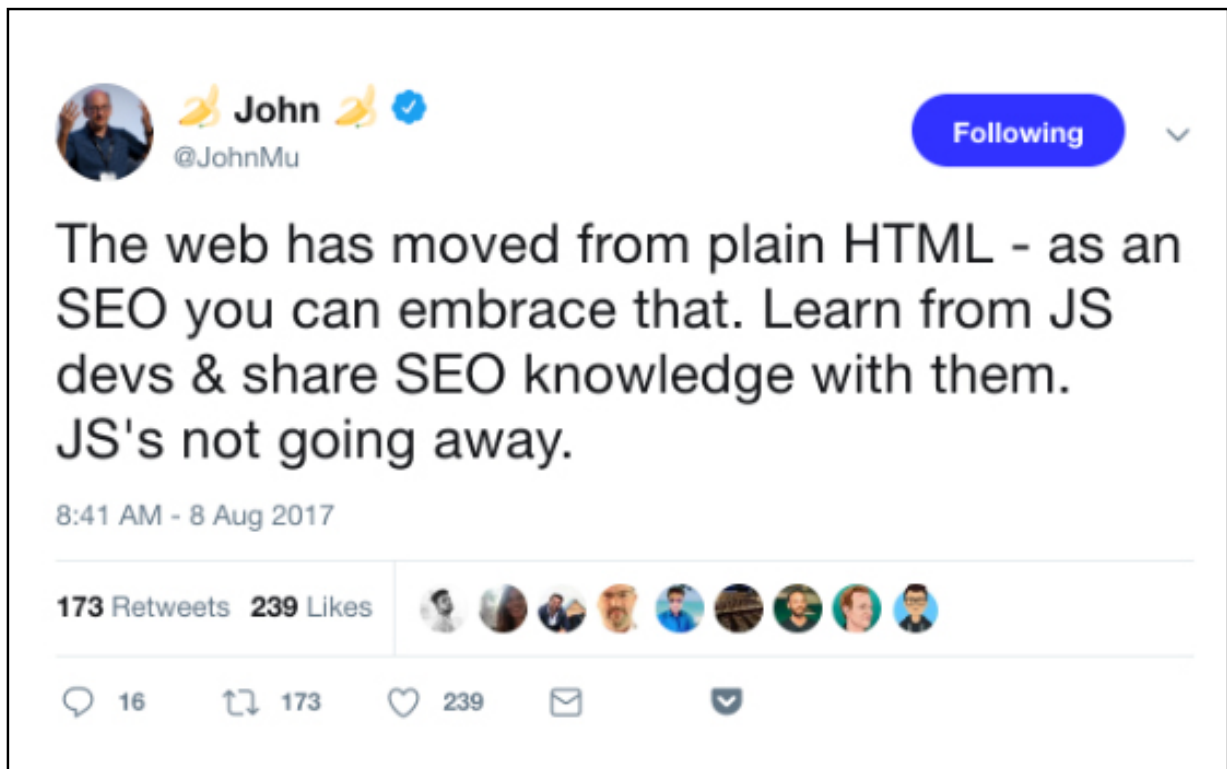 🍌 John 🍌
@JohnMu
Following
The web has moved from plain HTML - as an
SEO you can embrace that. Learn from JS
devs & share SEO knowledge with them.
JS's not going away.
8:41 AM - 8 Aug 2017
173 Retweets 239 Likes
16 173 239